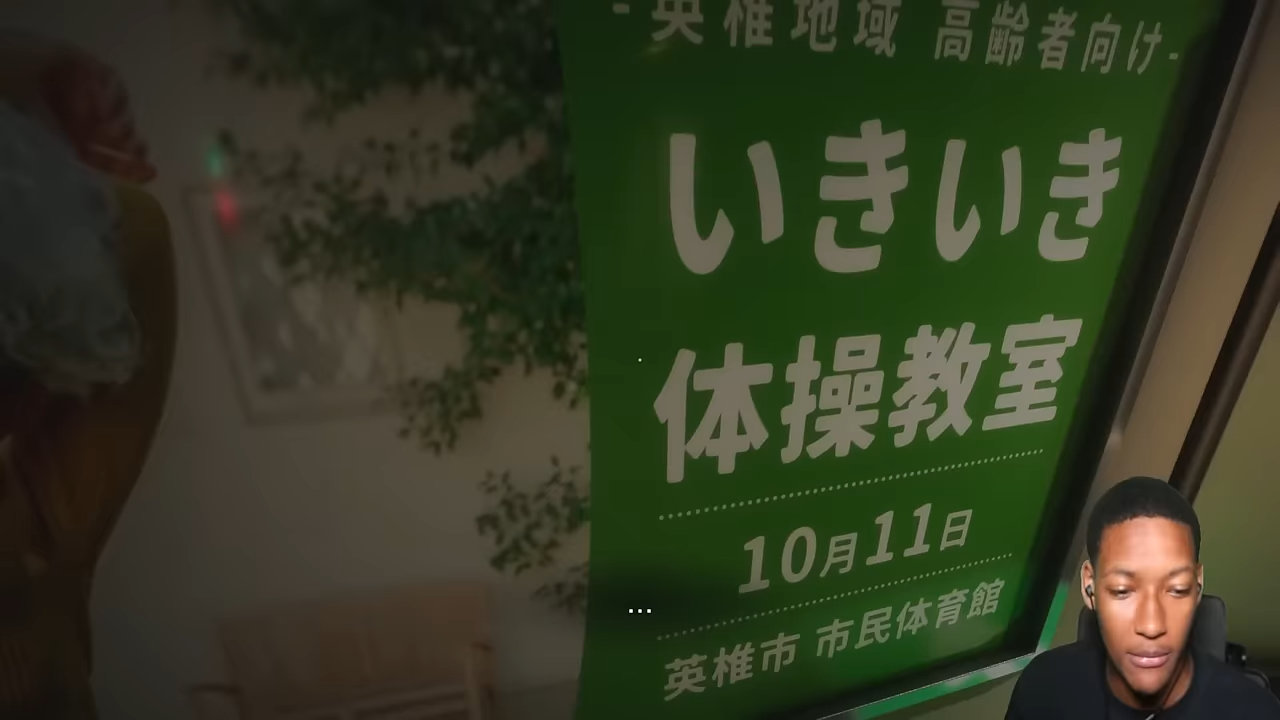 -英椎地域 高齢者向け-
いきいき
体操教室
10月11日
英椎市 市民体育館
...